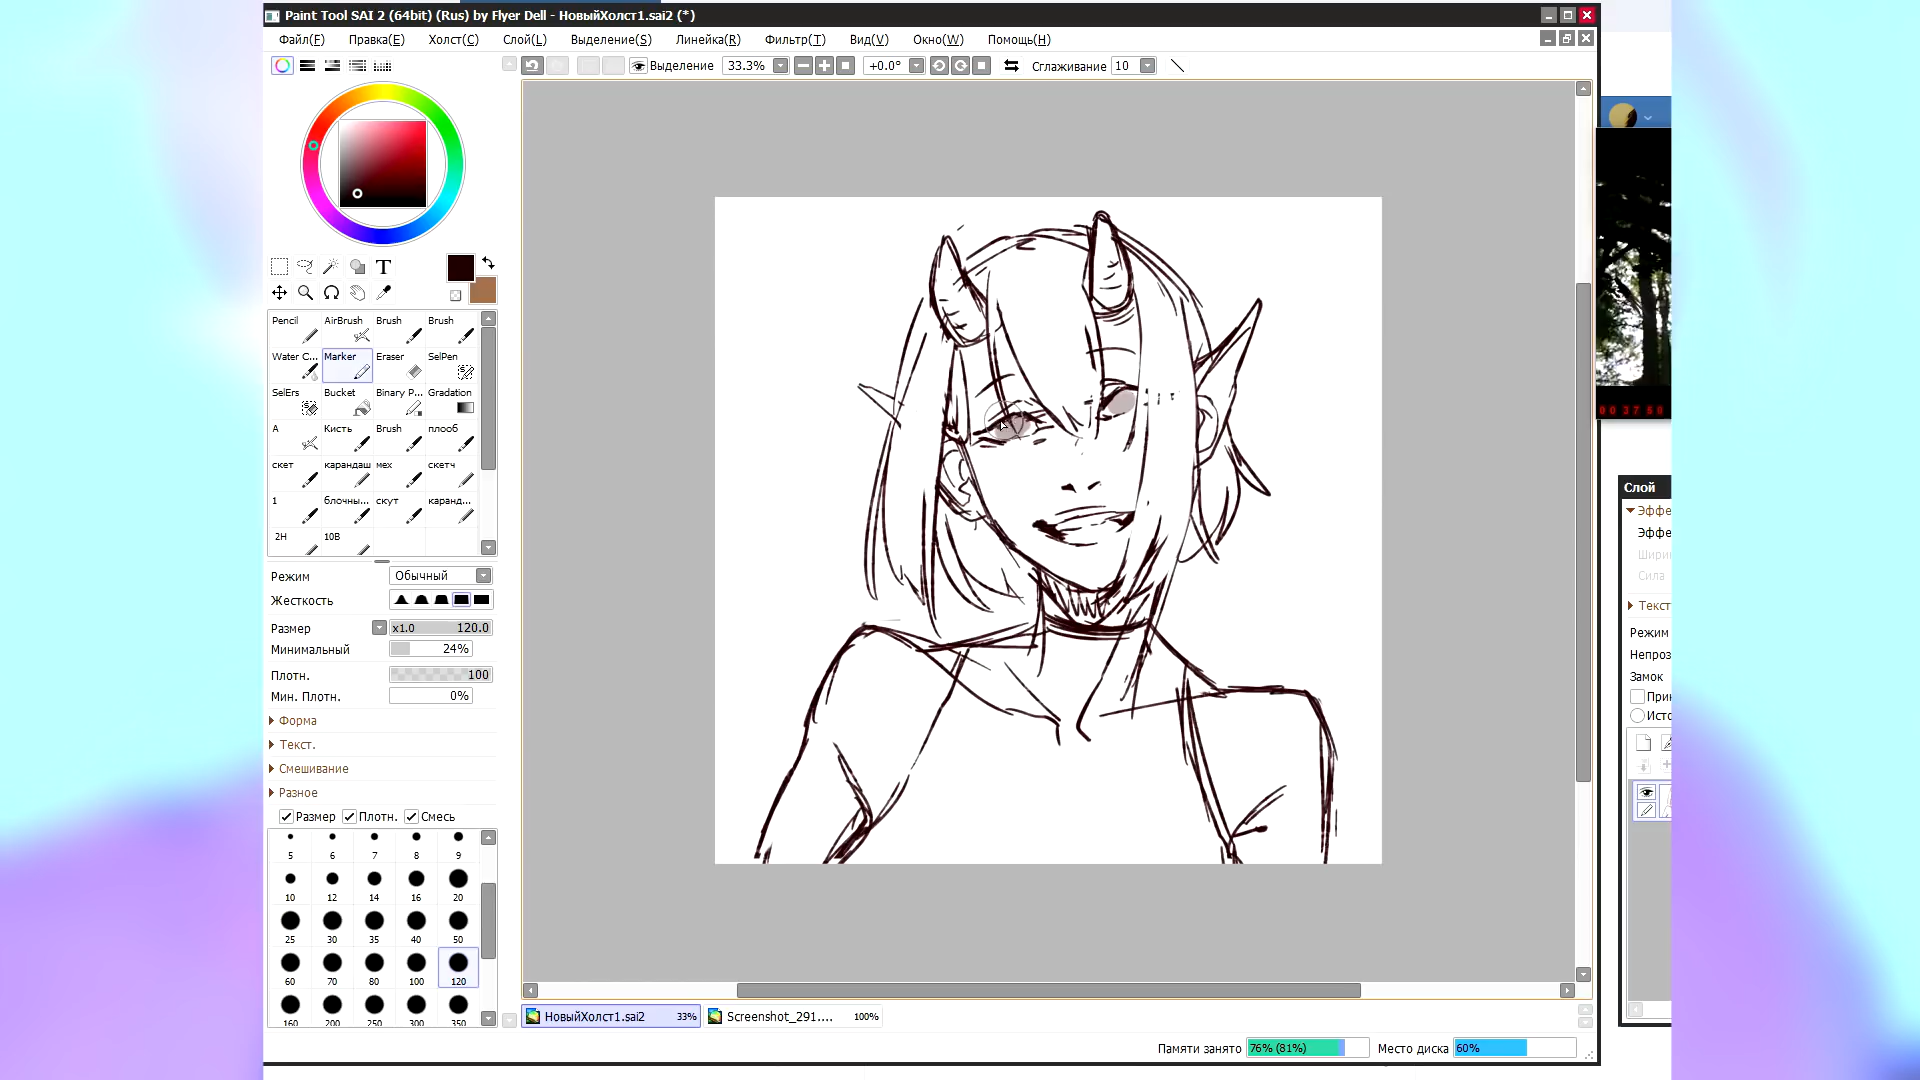 Paint Tool SAI 2 (64bit) (Rus) by Flyer Dell - НовыйХолст1.sai2 (*)
Файл(F) Правка(E) Холст(C) Слой(L) Выделение(S) Линейка(R) Фильтр(T) Вид(V) Окно(W) Помощь(H)
Выделение 33.3% +0.0° Сглаживание 10
T
Pencil AirBrush Brush Brush
Water C... Marker Eraser SelPen
SelErs Bucket Binary P... Gradation
A Кисть Brush плооб
скет карандаш мех скетч
1 блочны... скут каранд...
2H 10B
Режим Обычный
Жесткость
Размер x1.0 120.0
Минимальный 24%
Плотн. 100
Мин. Плотн. 0%
Форма
Текст.
Смешивание
Разное
Размер Плотн. Смесь
5 6 7 8 9
10 12 14 16 20
25 30 35 40 50
60 70 80 100 120
160 200 250 300 350
НовыйХолст1.sai2 33% Screenshot_291.... 100%
Памяти занято 76% (81%) Место диска 60%
00 37 50
Слой
Эффе
Эффе
Шири
Сила
Текст
Режим
Непроз
Замок
При
Исто